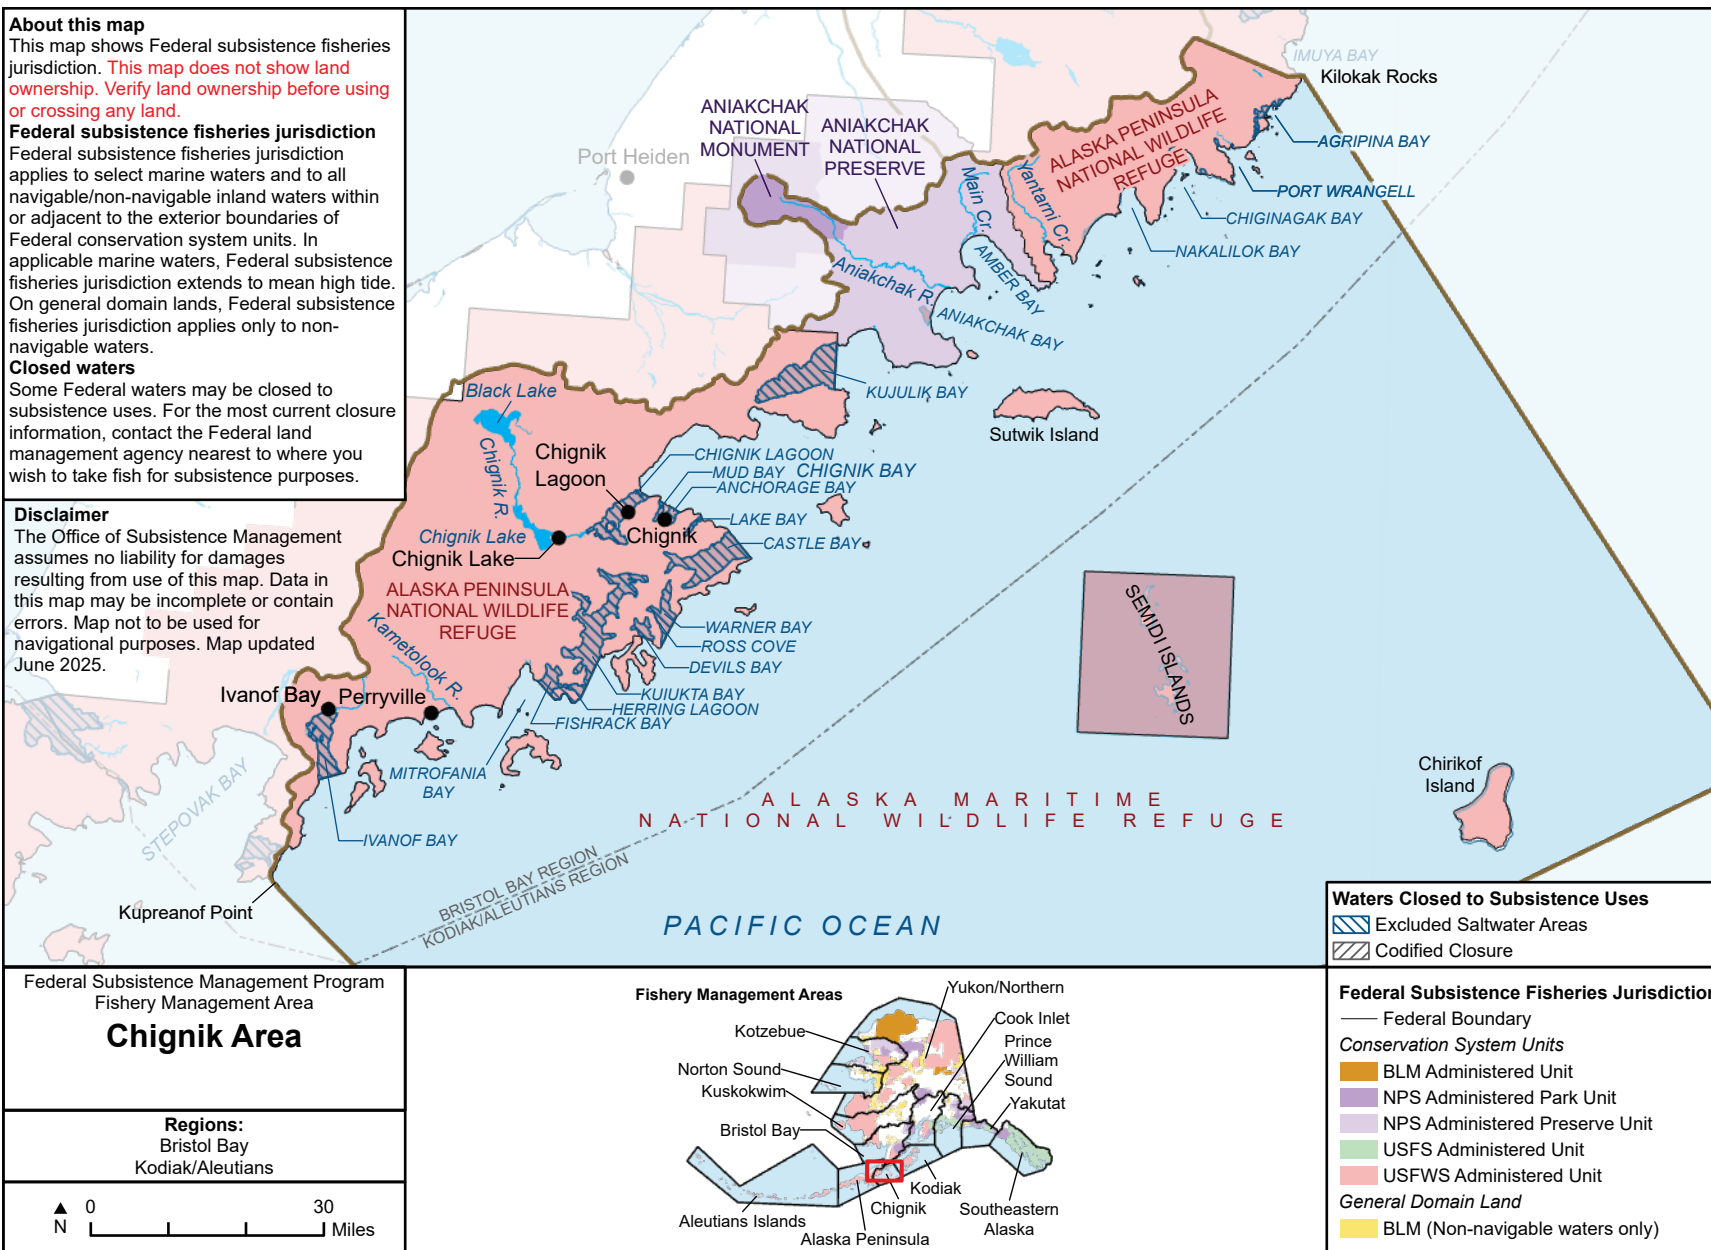 About this map
This map shows Federal subsistence fisheries
jurisdiction. This map does not show land
ownership. Verify land ownership before using
or crossing any land.
Federal subsistence fisheries jurisdiction
Federal subsistence fisheries jurisdiction
applies to select marine waters and to all
navigable/non-navigable inland waters within
or adjacent to the exterior boundaries of
Federal conservation system units. In
applicable marine waters, Federal subsistence
fisheries jurisdiction extends to mean high tide.
On general domain lands, Federal subsistence
fisheries jurisdiction applies only to non-
navigable waters.
Closed waters
Some Federal waters may be closed to
subsistence uses. For the most current closure
information, contact the Federal land
management agency nearest to where you
wish to take fish for subsistence purposes.
Disclaimer
The Office of Subsistence Management
assumes no liability for damages
resulting from use of this map. Data in
this map may be incomplete or contain
errors. Map not to be used for
navigational purposes. Map updated
June 2025.
IMUYA BAY
Kilokak Rocks
AGRIPINA BAY
PORT WRANGELL
CHIGINAGAK BAY
NAKALILOK BAY
ALASKA PENINSULA
NATIONAL WILDLIFE
REFUGE
Yantarni Cr.
Main Cr.
AMBER BAY
ANIAKCHAK
NATIONAL
MONUMENT
ANIAKCHAK
NATIONAL
PRESERVE
Port Heiden
Aniakchak R.
ANIAKCHAK BAY
KUJULIK BAY
Sutwik Island
Black Lake
Chignik R.
Chignik
Lagoon
CHIGNIK LAGOON
MUD BAY
CHIGNIK BAY
ANCHORAGE BAY
LAKE BAY
Chignik
CASTLE BAY
Chignik Lake
Chignik Lake
ALASKA PENINSULA
NATIONAL WILDLIFE
REFUGE
Kametolook R.
WARNER BAY
ROSS COVE
DEVILS BAY
KUIUKTA BAY
HERRING LAGOON
FISHRACK BAY
Ivanof Bay
Perryville
MITROFANIA
BAY
IVANOF BAY
STEPOVAK BAY
Kupreanof Point
SEMIDI ISLANDS
Chirikof
Island
ALASKA MARITIME
NATIONAL WILDLIFE REFUGE
BRISTOL BAY REGION
KODIAK/ALEUTIANS REGION
PACIFIC OCEAN
Waters Closed to Subsistence Uses
Excluded Saltwater Areas
Codified Closure
Federal Subsistence Management Program
Fishery Management Area
Chignik Area
Regions:
Bristol Bay
Kodiak/Aleutians
N
0 30
Miles
Fishery Management Areas
Yukon/Northern
Kotzebue
Cook Inlet
Prince
William
Sound
Norton Sound
Kuskokwim
Yakutat
Bristol Bay
Kodiak
Chignik
Southeastern
Alaska
Aleutians Islands
Alaska Peninsula
Federal Subsistence Fisheries Jurisdiction
Federal Boundary
Conservation System Units
BLM Administered Unit
NPS Administered Park Unit
NPS Administered Preserve Unit
USFS Administered Unit
USFWS Administered Unit
General Domain Land
BLM (Non-navigable waters only)